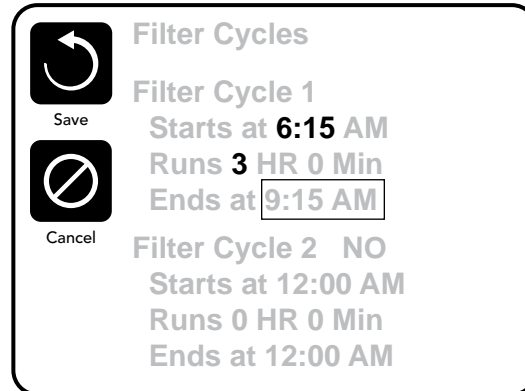 Filter Cycles
Save
Cancel
Filter Cycle 1
Starts at 6:15 AM
Runs 3 HR 0 Min
Ends at 9:15 AM
Filter Cycle 2 NO
Starts at 12:00 AM
Runs 0 HR 0 Min
Ends at 12:00 AM